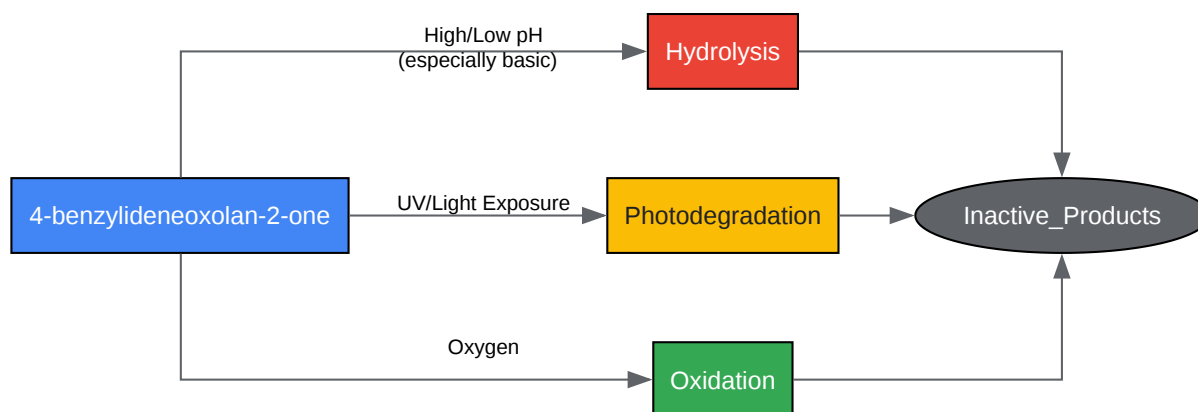 High/Low pH
(especially basic)
Hydrolysis
4-benzylideneoxolan-2-one
UV/Light Exposure
Photodegradation
Inactive_Products
Oxygen
Oxidation